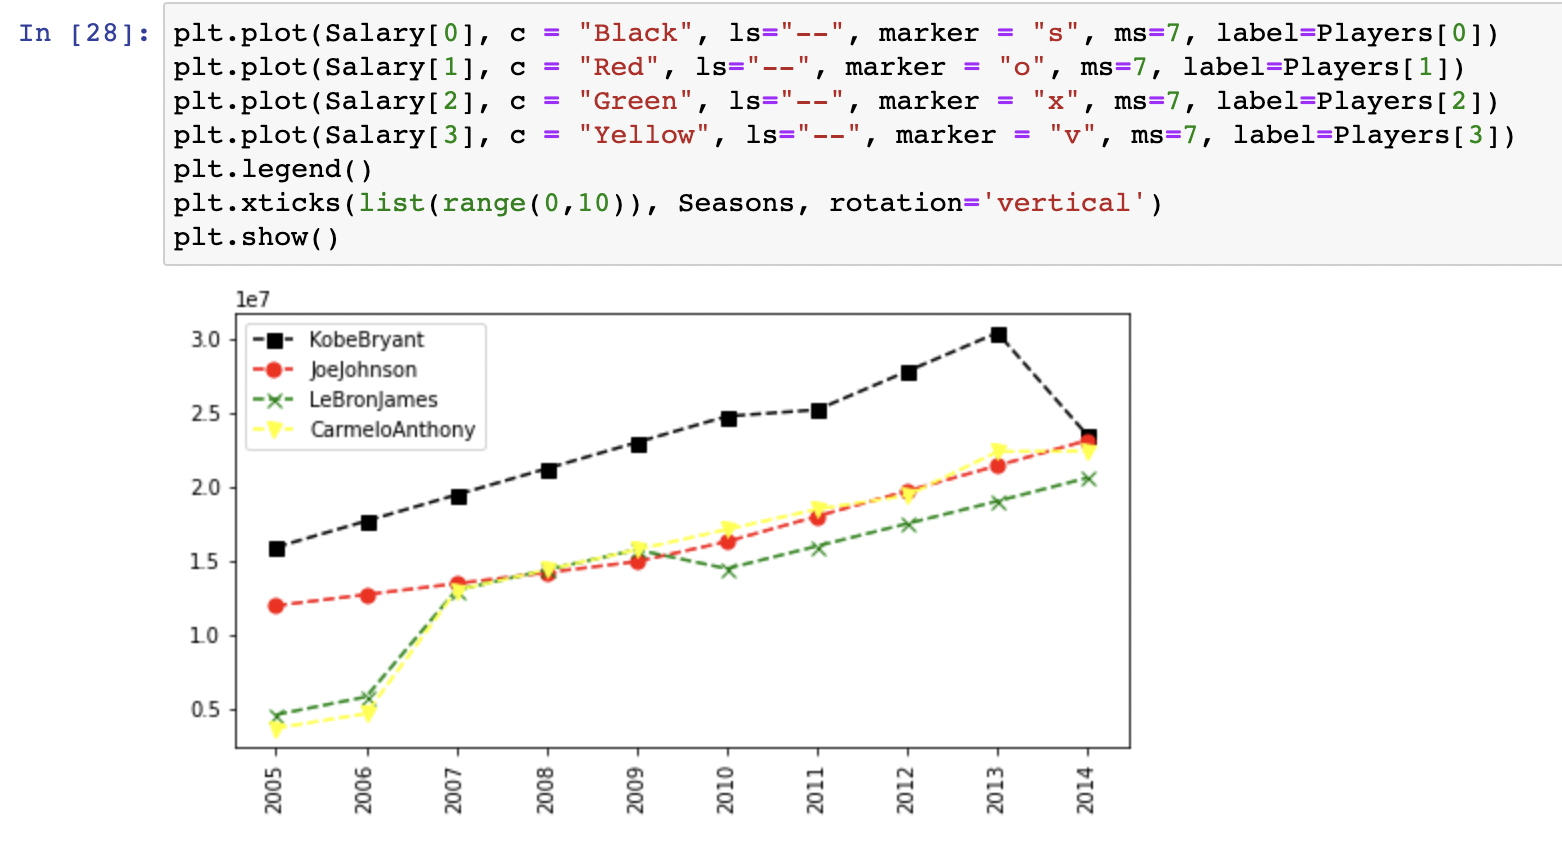 In [28]:
plt.plot(Salary[0], c = "Black", ls="--", marker = "s", ms=7, label=Players[0])
plt.plot(Salary[1], c = "Red", ls="--", marker = "o", ms=7, label=Players[1])
plt.plot(Salary[2], c = "Green", ls="--", marker = "x", ms=7, label=Players[2])
plt.plot(Salary[3], c = "Yellow", ls="--", marker = "v", ms=7, label=Players[3])
plt.legend()
plt.xticks(list(range(0,10)), Seasons, rotation='vertical')
plt.show()
1e7
3.0
2.5
2.0
1.5
1.0
0.5
KobeBryant
JoeJohnson
LeBronJames
CarmeloAnthony
2005
2006
2007
2008
2009
2010
2011
2012
2013
2014